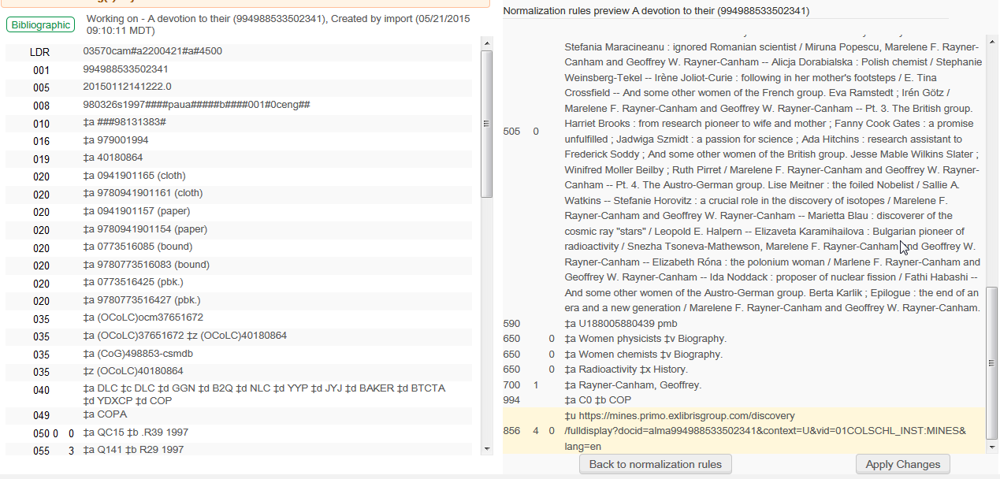 Bibliographic
Working on - A devotion to their (994988533502341), Created by import (05/21/2015
09:10:11 MDT)
LDR 03570cam#a2200421#a#4500
001 994988533502341
005 20150112141222.0
008 980326s1997####paua#####b####001#0ceng##
010 ‡a ###98131383#
016 ‡a 979001994
019 ‡a 40180864
020 ‡a 0941901165 (cloth)
020 ‡a 9780941901161 (cloth)
020 ‡a 0941901157 (paper)
020 ‡a 9780941901154 (paper)
020 ‡a 0773516085 (bound)
020 ‡a 9780773516083 (bound)
020 ‡a 0773516425 (pbk.)
020 ‡a 9780773516427 (pbk.)
035 ‡a (OCoLC)ocm37651672
035 ‡a (OCoLC)37651672 ‡z (OCoLC)40180864
035 ‡a (CoG)498853-csmdb
035 ‡z (OCoLC)40180864
040 ‡a DLC ‡c DLC ‡d GGN ‡d B2Q ‡d NLC ‡d YYP ‡d JYJ ‡d BAKER ‡d BTCTA
‡d YDXCP ‡d COP
049 ‡a COPA
050 0 0 ‡a QC15 ‡b .R39 1997
055 3 ‡a Q141 ‡b R29 1997
Normalization rules preview A devotion to their (994988533502341)
Stefania Maracineanu : ignored Romanian scientist / Miruna Popescu, Marelene F. Rayner-
Canham and Geoffrey W. Rayner-Canham -- Alicja Dorabialska : Polish chemist / Stephanie
Weinsberg-Tekel -- Irène Joliot-Curie : following in her mother's footsteps / E. Tina
Crossfield -- And some other women of the French group. Eva Ramstedt ; Irén Götz /
Marelene F. Rayner-Canham and Geoffrey W. Rayner-Canham -- Pt. 3. The British group.
Harriet Brooks : from research pioneer to wife and mother ; Fanny Cook Gates : a promise
505 0 unfulfilled ; Jadwiga Szmidt : a passion for science ; Ada Hitchins : research assistant to
Frederick Soddy ; And some other women of the British group. Jesse Mable Wilkins Slater ;
Winifred Moller Beilby ; Ruth Pirret / Marelene F. Rayner-Canham and Geoffrey W. Rayner-
Canham -- Pt. 4. The Austro-German group. Lise Meitner : the foiled Nobelist / Sallie A.
Watkins -- Stefanie Horovitz : a crucial role in the discovery of isotopes / Marelene F.
Rayner-Canham and Geoffrey W. Rayner-Canham -- Marietta Blau : discoverer of the
cosmic ray "stars" / Leopold E. Halpern -- Elizaveta Karamihailova : Bulgarian pioneer of
radioactivity / Snezha Tsoneva-Mathewson, Marelene F. Rayner-Canham and Geoffrey W.
Rayner-Canham -- Elizabeth Róna : the polonium woman / Marlene F. Rayner-Canham and
Geoffrey W. Rayner-Canham -- Ida Noddack : proposer of nuclear fission / Fathi Habashi --
And some other women of the Austro-German group. Berta Karlik ; Epilogue : the end of an
era and a new generation / Marelene F. Rayner-Canham and Geoffrey W. Rayner-Canham.
590 ‡a U188005880439 pmb
650 0 ‡a Women physicists ‡v Biography.
650 0 ‡a Women chemists ‡v Biography.
650 0 ‡a Radioactivity ‡x History.
700 1 ‡a Rayner-Canham, Geoffrey.
994 ‡a C0 ‡b COP
‡u https://mines.primo.exlibrisgroup.com/discovery
856 4 0 /fulldisplay?docid=alma994988533502341&context=U&vid=01COLSCHL_INST:MINES&
lang=en
Back to normalization rules
Apply Changes